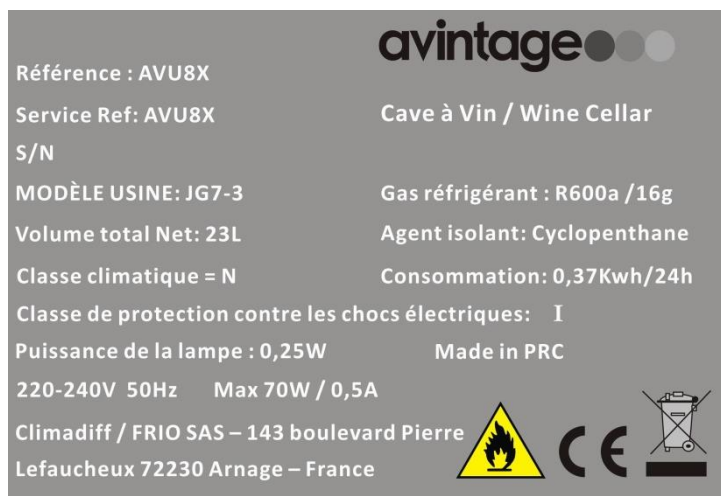 avintage
Référence : AVU8X
Service Ref: AVU8X
Cave à Vin / Wine Cellar
S/N
MODÈLE USINE: JG7-3
Gas réfrigérant : R600a /16g
Volume total Net: 23L
Agent isolant: Cyclopenthane
Classe climatique = N
Consommation: 0,37Kwh/24h
Classe de protection contre les chocs électriques: I
Puissance de la lampe : 0,25W
Made in PRC
220-240V 50Hz Max 70W / 0,5A
Climadiff / FRIO SAS – 143 boulevard Pierre
Lefaucheux 72230 Arnage – France
CE